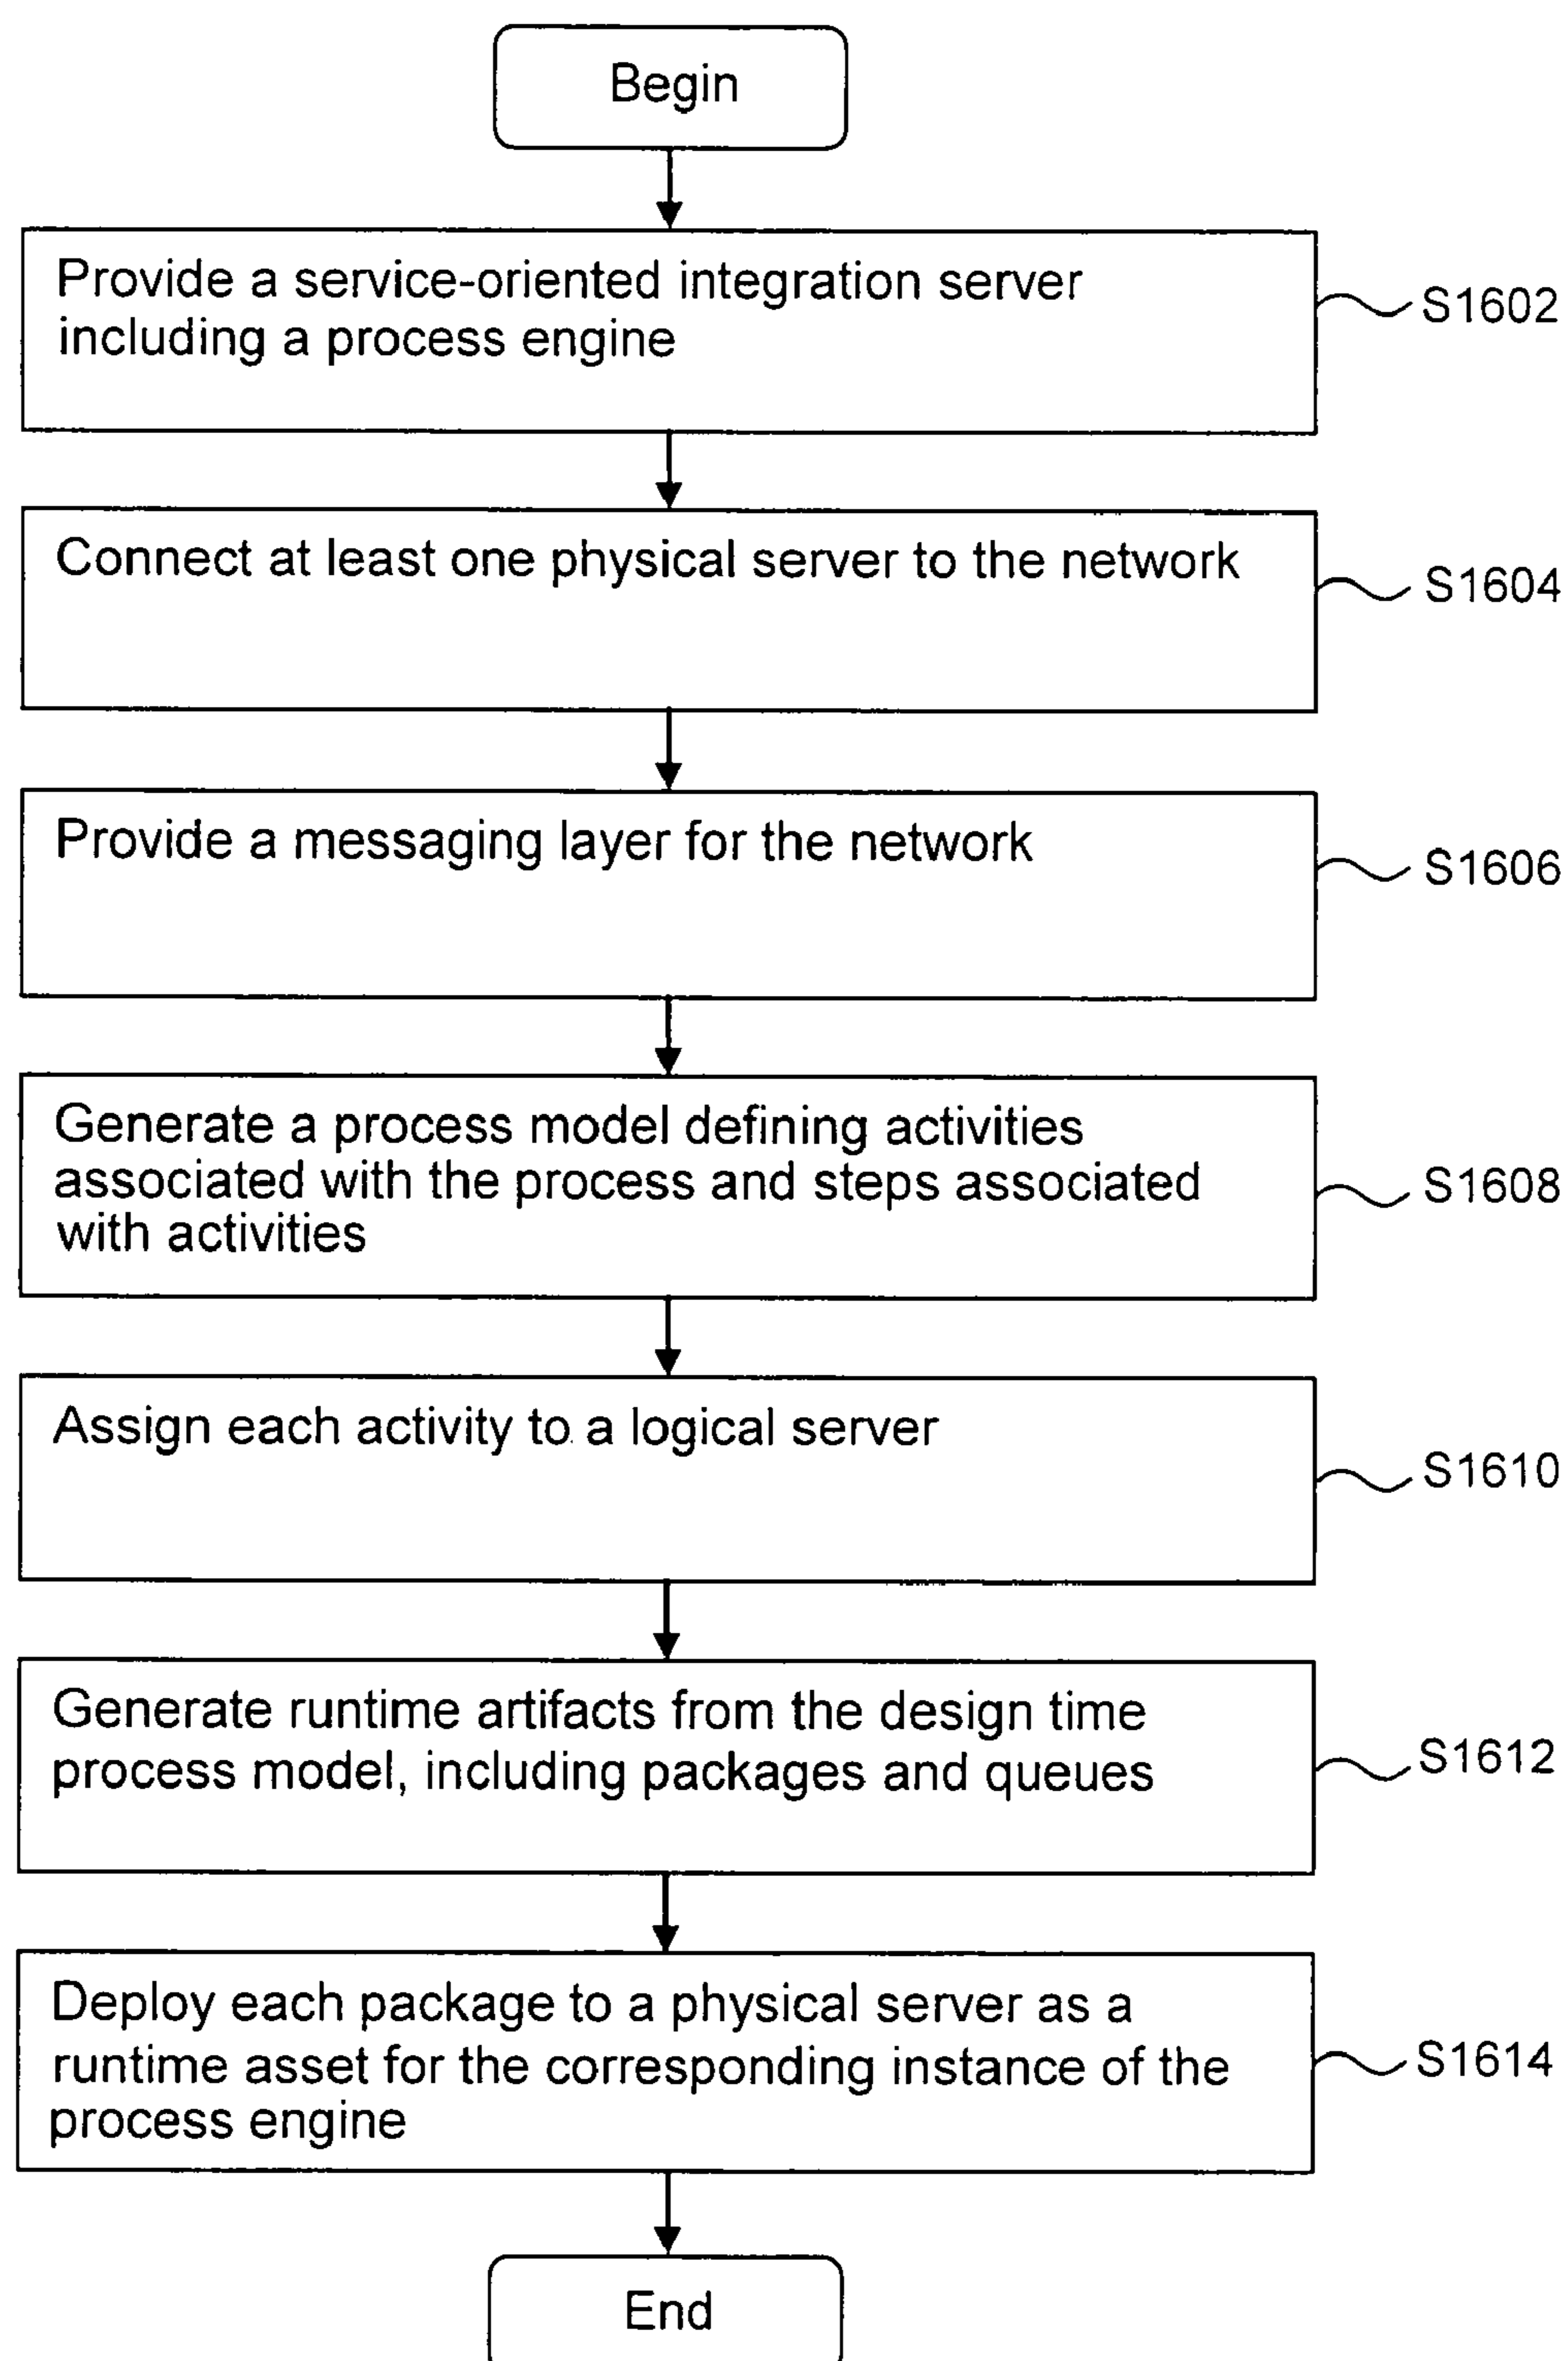 Begin
Provide a service-oriented integration server
including a process engine
S1602
Connect at least one physical server to the network
S1604
Provide a messaging layer for the network
S1606
Generate a process model defining activities
associated with the process and steps associated
with activities
S1608
Assign each activity to a logical server
S1610
Generate runtime artifacts from the design time
process model, including packages and queues
S1612
Deploy each package to a physical server as a
runtime asset for the corresponding instance of the
process engine
S1614
End